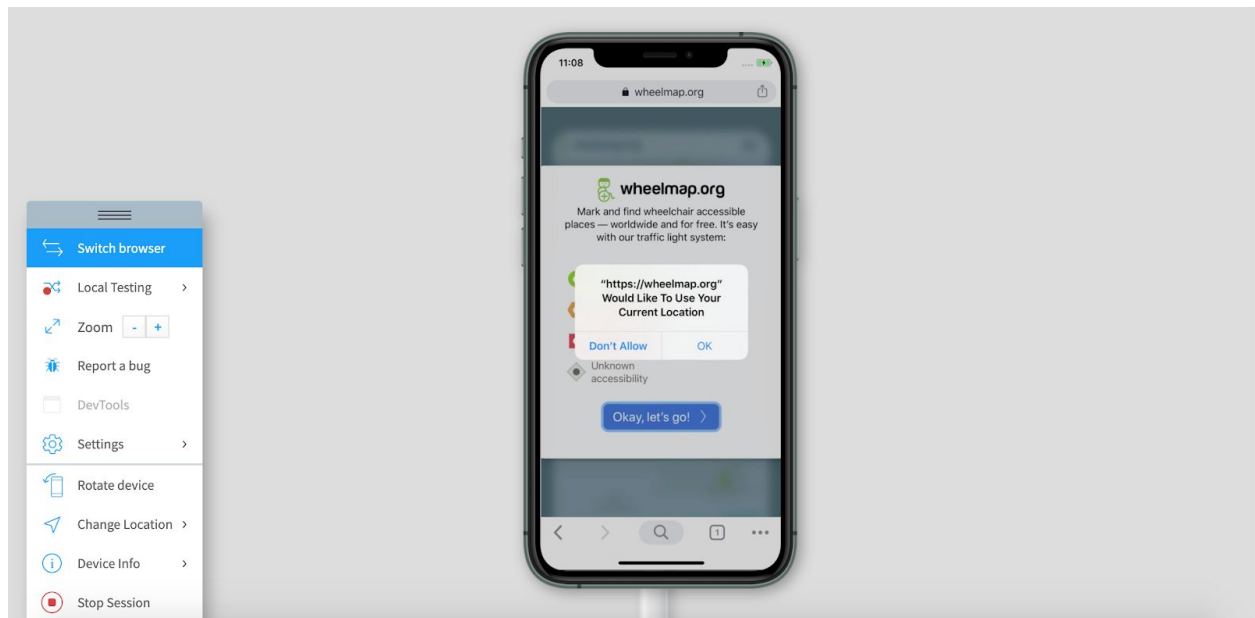 Switch browser
Local Testing
Zoom - +
Report a bug
DevTools
Settings
Rotate device
Change Location
Device Info
Stop Session
11:08
wheelmap.org
wheelmap.org
Mark and find wheelchair accessible
places — worldwide and for free. It's easy
with our traffic light system:
"https://wheelmap.org"
Would Like To Use Your
Current Location
Don't Allow OK
Unknown
accessibility
Okay, let's go!
1